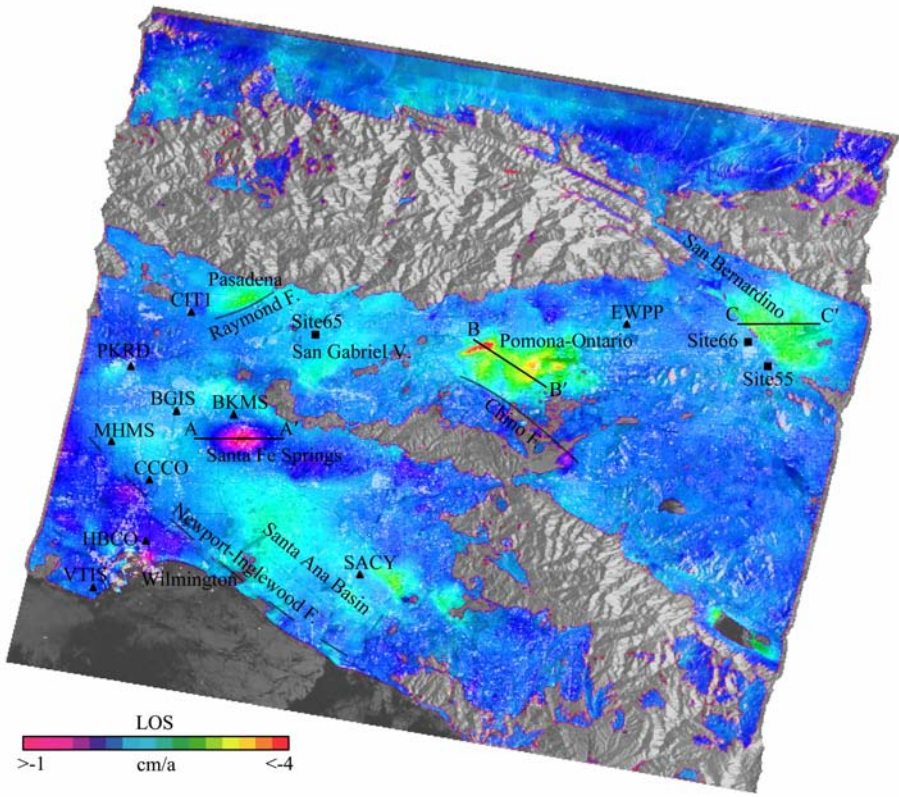 San Bernardino
Pasadena
CIT1
Raymond F.
Site65
San Gabriel V.
EWPP
C
C'
B
Pomona-Ontario
Site66
PKRD
Site55
B'
BGIS
BKMS
Chino F.
A
A'
MHMS
Santa Fe Springs
CCCO
Newport-Inglewood F.
Santa Ana Basin
HBCO
SACY
VTIS
Wilmington
LOS
>-1
cm/a
<-4